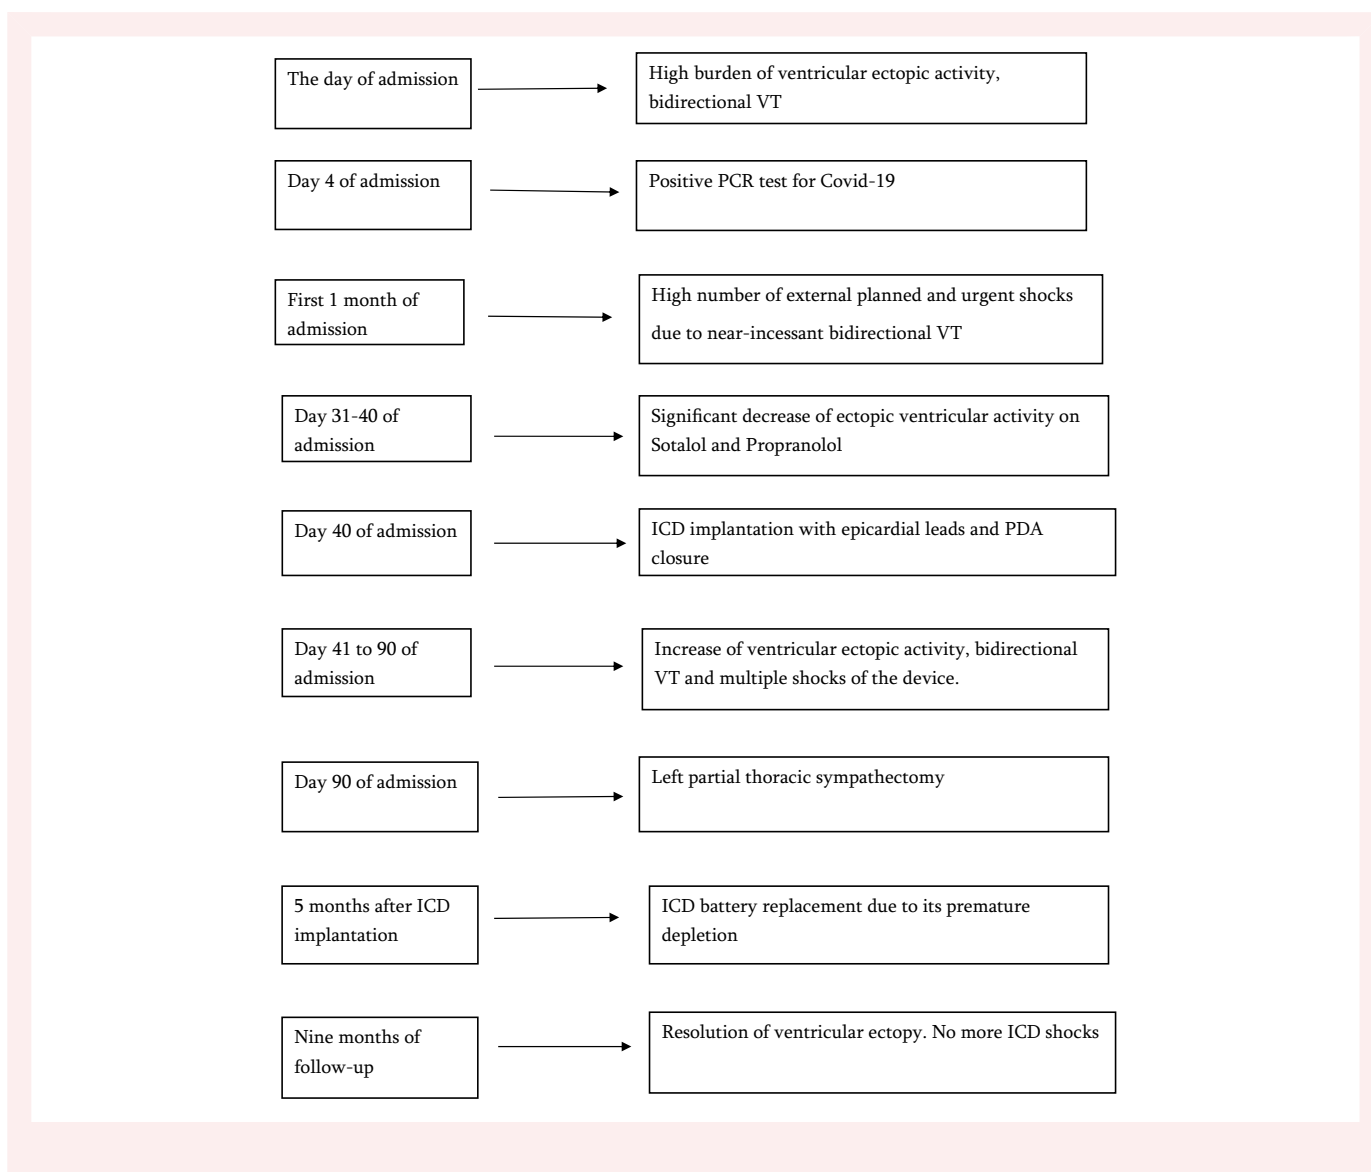 The day of admission
High burden of ventricular ectopic activity,
bidirectional VT
Day 4 of admission
Positive PCR test for Covid-19
First 1 month of
admission
High number of external planned and urgent shocks
due to near-incessant bidirectional VT
Day 31-40 of
admission
Significant decrease of ectopic ventricular activity on
Sotalol and Propranolol
Day 40 of admission
ICD implantation with epicardial leads and PDA
closure
Day 41 to 90 of
admission
Increase of ventricular ectopic activity, bidirectional
VT and multiple shocks of the device.
Day 90 of admission
Left partial thoracic sympathectomy
5 months after ICD
implantation
ICD battery replacement due to its premature
depletion
Nine months of
follow-up
Resolution of ventricular ectopy. No more ICD shocks